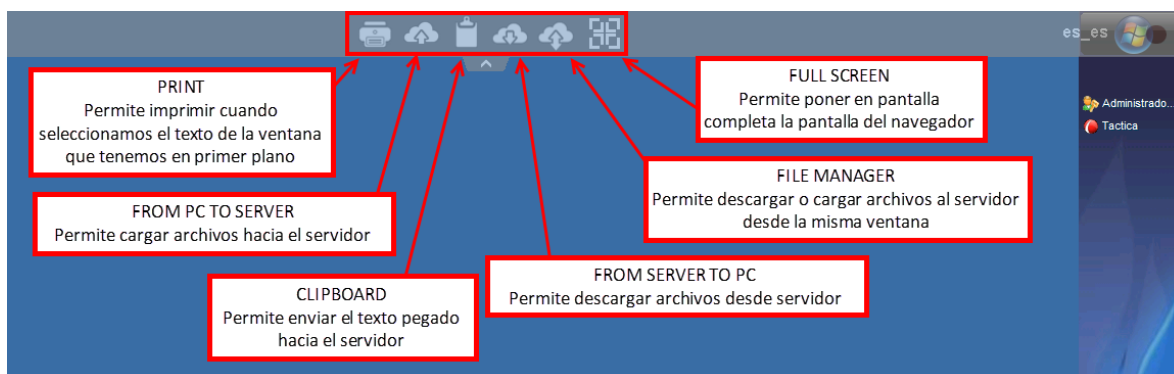 es_es
PRINT
Permite imprimir cuando
seleccionamos el texto de la ventana
que tenemos en primer plano
FULL SCREEN
Permite poner en pantalla
completa la pantalla del navegador
Administrado...
Tactica
FILE MANAGER
Permite descargar o cargar archivos al servidor
desde la misma ventana
FROM PC TO SERVER
Permite cargar archivos hacia el servidor
FROM SERVER TO PC
Permite descargar archivos desde servidor
CLIPBOARD
Permite enviar el texto pegado
hacia el servidor